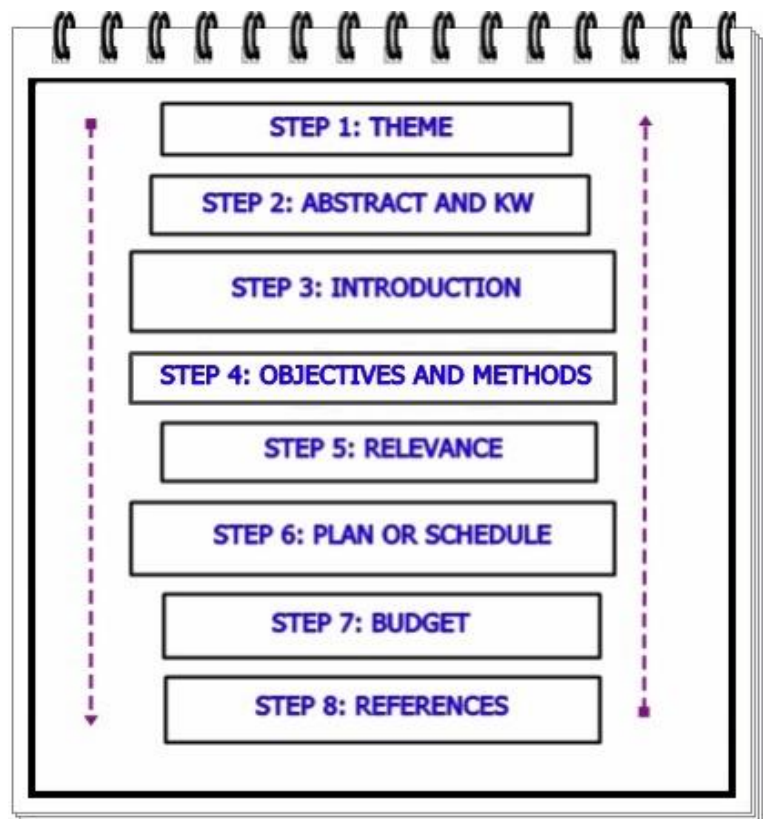 STEP 1: THEME
STEP 2: ABSTRACT AND KW
STEP 3: INTRODUCTION
STEP 4: OBJECTIVES AND METHODS
STEP 5: RELEVANCE
STEP 6: PLAN OR SCHEDULE
STEP 7: BUDGET
STEP 8: REFERENCES